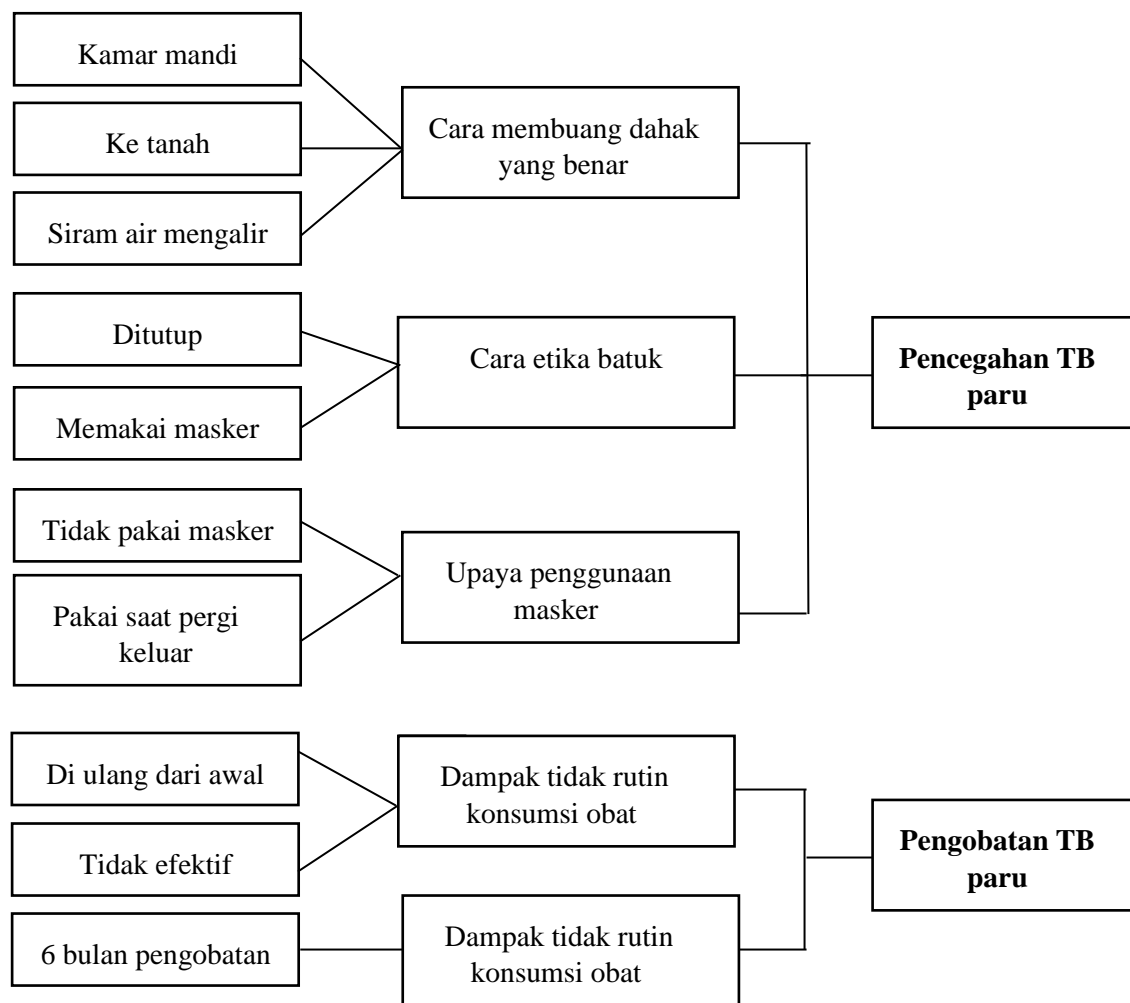 Kamar mandi
Ke tanah
Siram air mengalir
Cara membuang dahak
yang benar
Ditutup
Memakai masker
Cara etika batuk
Tidak pakai masker
Pakai saat pergi
keluar
Upaya penggunaan
masker
Pencegahan TB
paru
Di ulang dari awal
Tidak efektif
Dampak tidak rutin
konsumsi obat
6 bulan pengobatan
Dampak tidak rutin
konsumsi obat
Pengobatan TB
paru